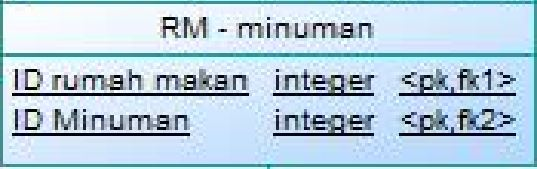 RM - minuman
ID rumah makan integer <pk,fk1>
ID Minuman integer <pk,fk2>